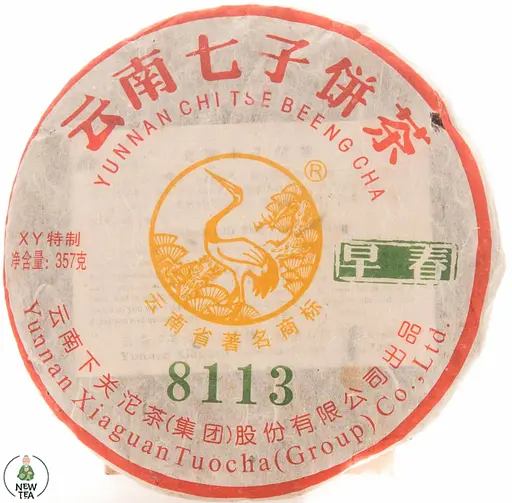 云南七子饼茶
YUNNAN CHI TSE BEENG CHA
®
XY特制
净含量：357克
早春
云南省著名商标
8113
云南下关沱茶(集团)股份有限公司出品
Yunnan Xiaguan Tuocha (Group) Co., Ltd.
NEW
TEA